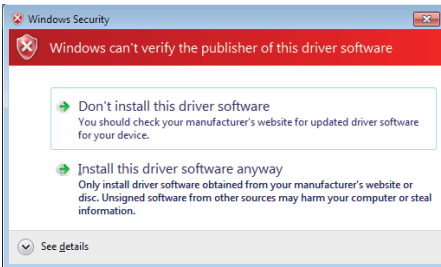 Windows Security
Windows can't verify the publisher of this driver software
Don't install this driver software
You should check your manufacturer's website for updated driver software
for your device.
Install this driver software anyway
Only install driver software obtained from your manufacturer's website or
disc. Unsigned software from other sources may harm your computer or steal
information.
See details